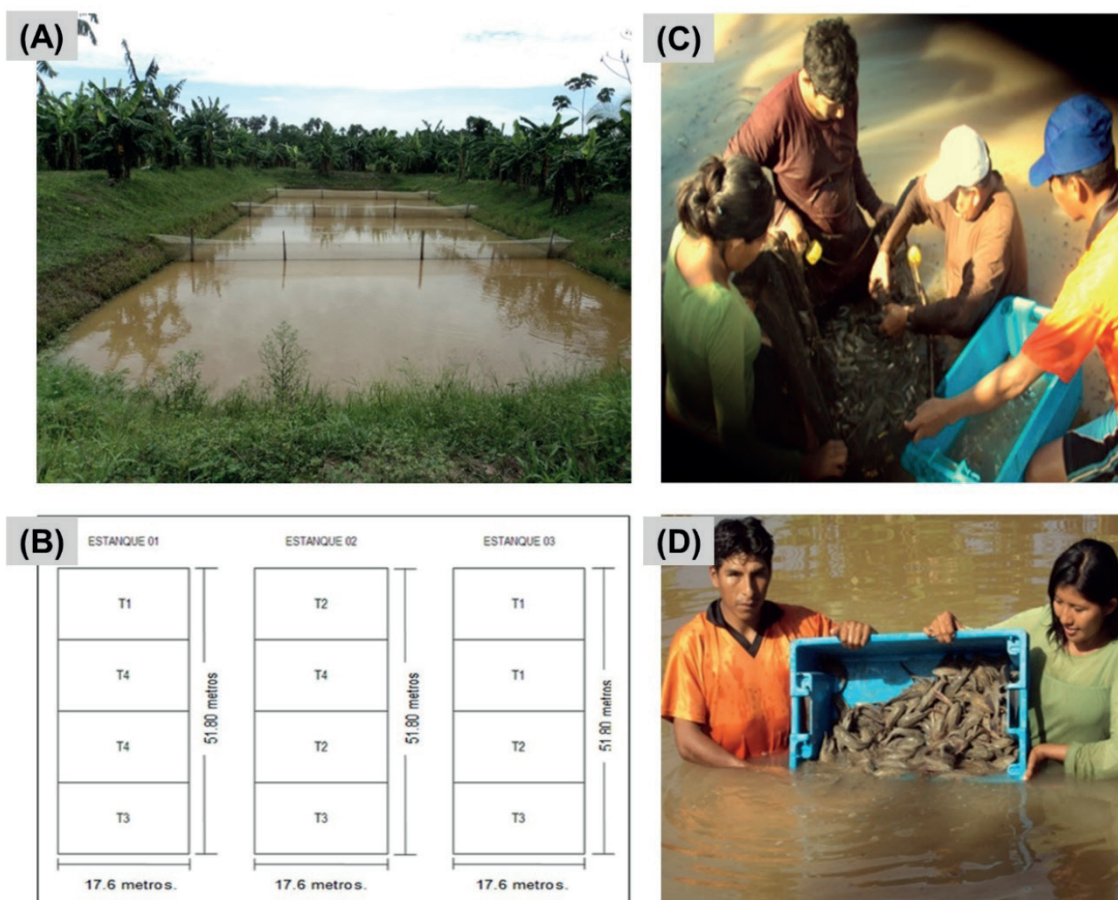 (A)
(C)
(B)
ESTANQUE 01
ESTANQUE 02
ESTANQUE 03
T1
T4
T4
T3
51.80 metros
17.6 metros.
T2
T4
T2
T3
51.80 metros
17.6 metros.
T1
T1
T2
T3
51.80 metros
17.6 metros.
(D)